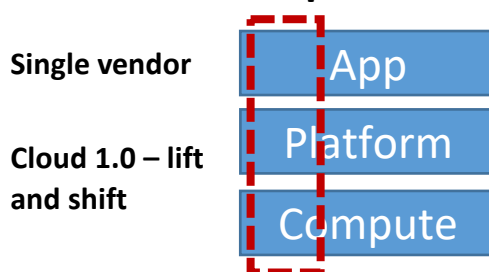 Single vendor
App
Cloud 1.0 – lift
and shift
Platform
Compute